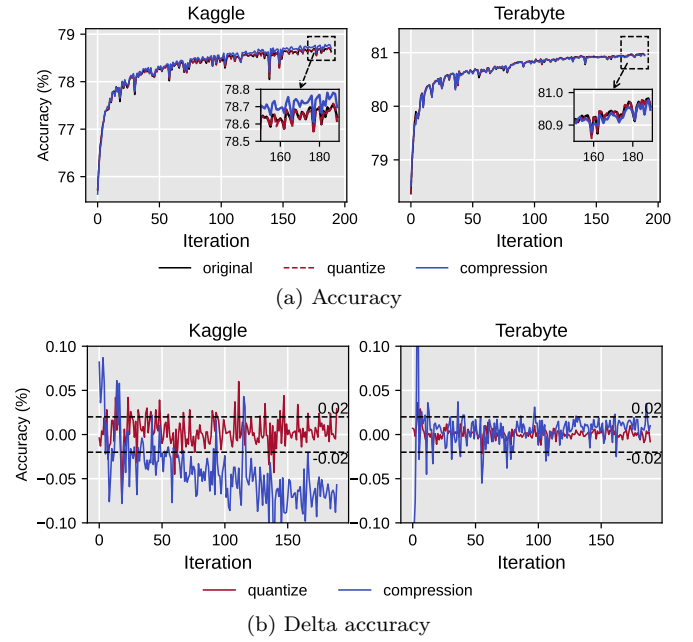 Kaggle
Terabyte
Accuracy (%)
79
78
77
76
78.8
78.7
78.6
78.5
160
180
0
50
100
150
200
Iteration
81
80
79
81.0
80.9
160
180
0
50
100
150
200
Iteration
original
quantize
compression
(a) Accuracy
Kaggle
Terabyte
Accuracy (%)
0.10
0.05
0.00
−0.05
−0.10
0.02
-0.02
0
50
100
150
Iteration
0.10
0.05
0.00
−0.05
−0.10
0.02
-0.02
0
50
100
150
Iteration
quantize
compression
(b) Delta accuracy